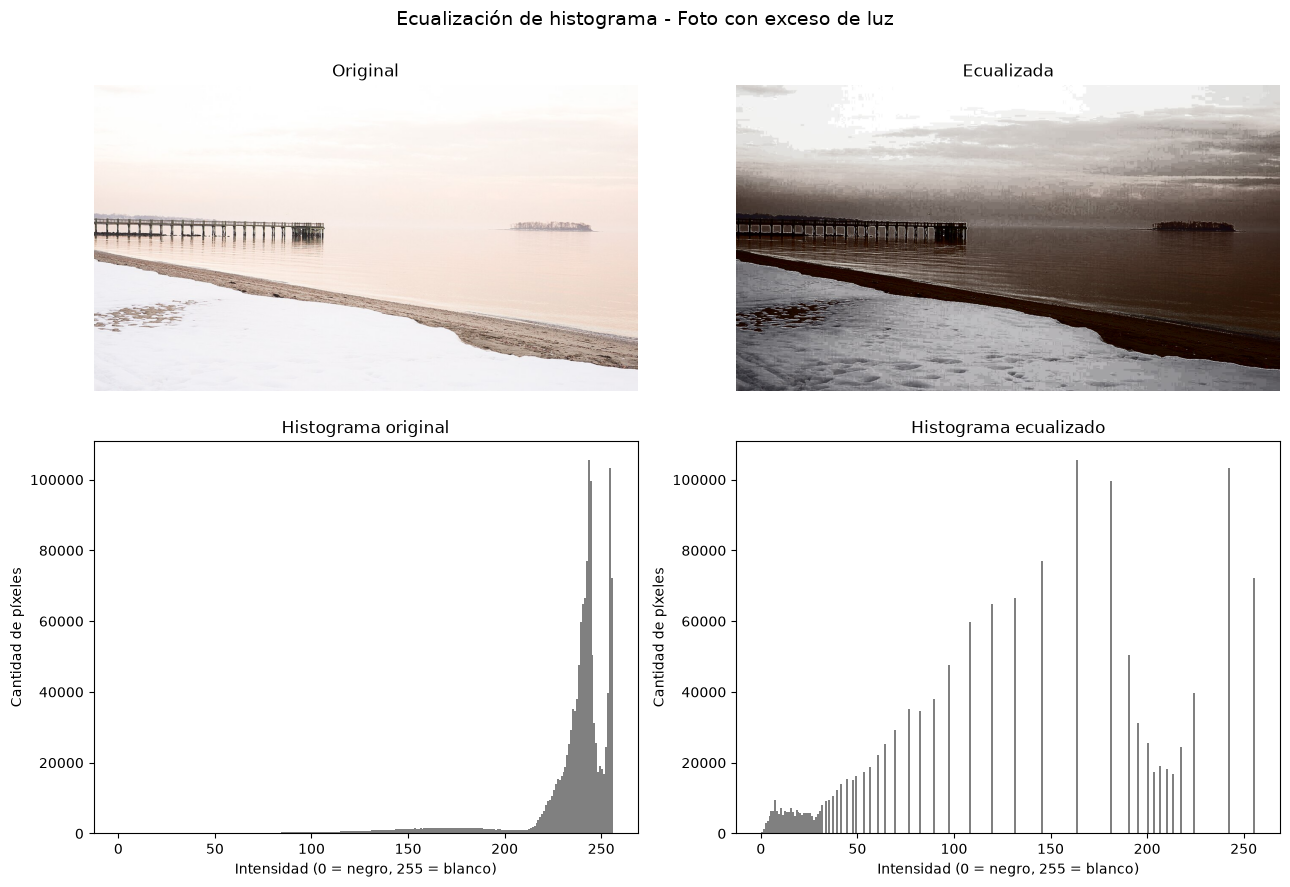 Ecualización de histograma - Foto con exceso de luz
Original
Ecualizada
Histograma original
Cantidad de píxeles
100000
80000
60000
40000
20000
0
0 50 100 150 200 250
Intensidad (0 = negro, 255 = blanco)
Histograma ecualizado
Cantidad de píxeles
100000
80000
60000
40000
20000
0
0 50 100 150 200 250
Intensidad (0 = negro, 255 = blanco)